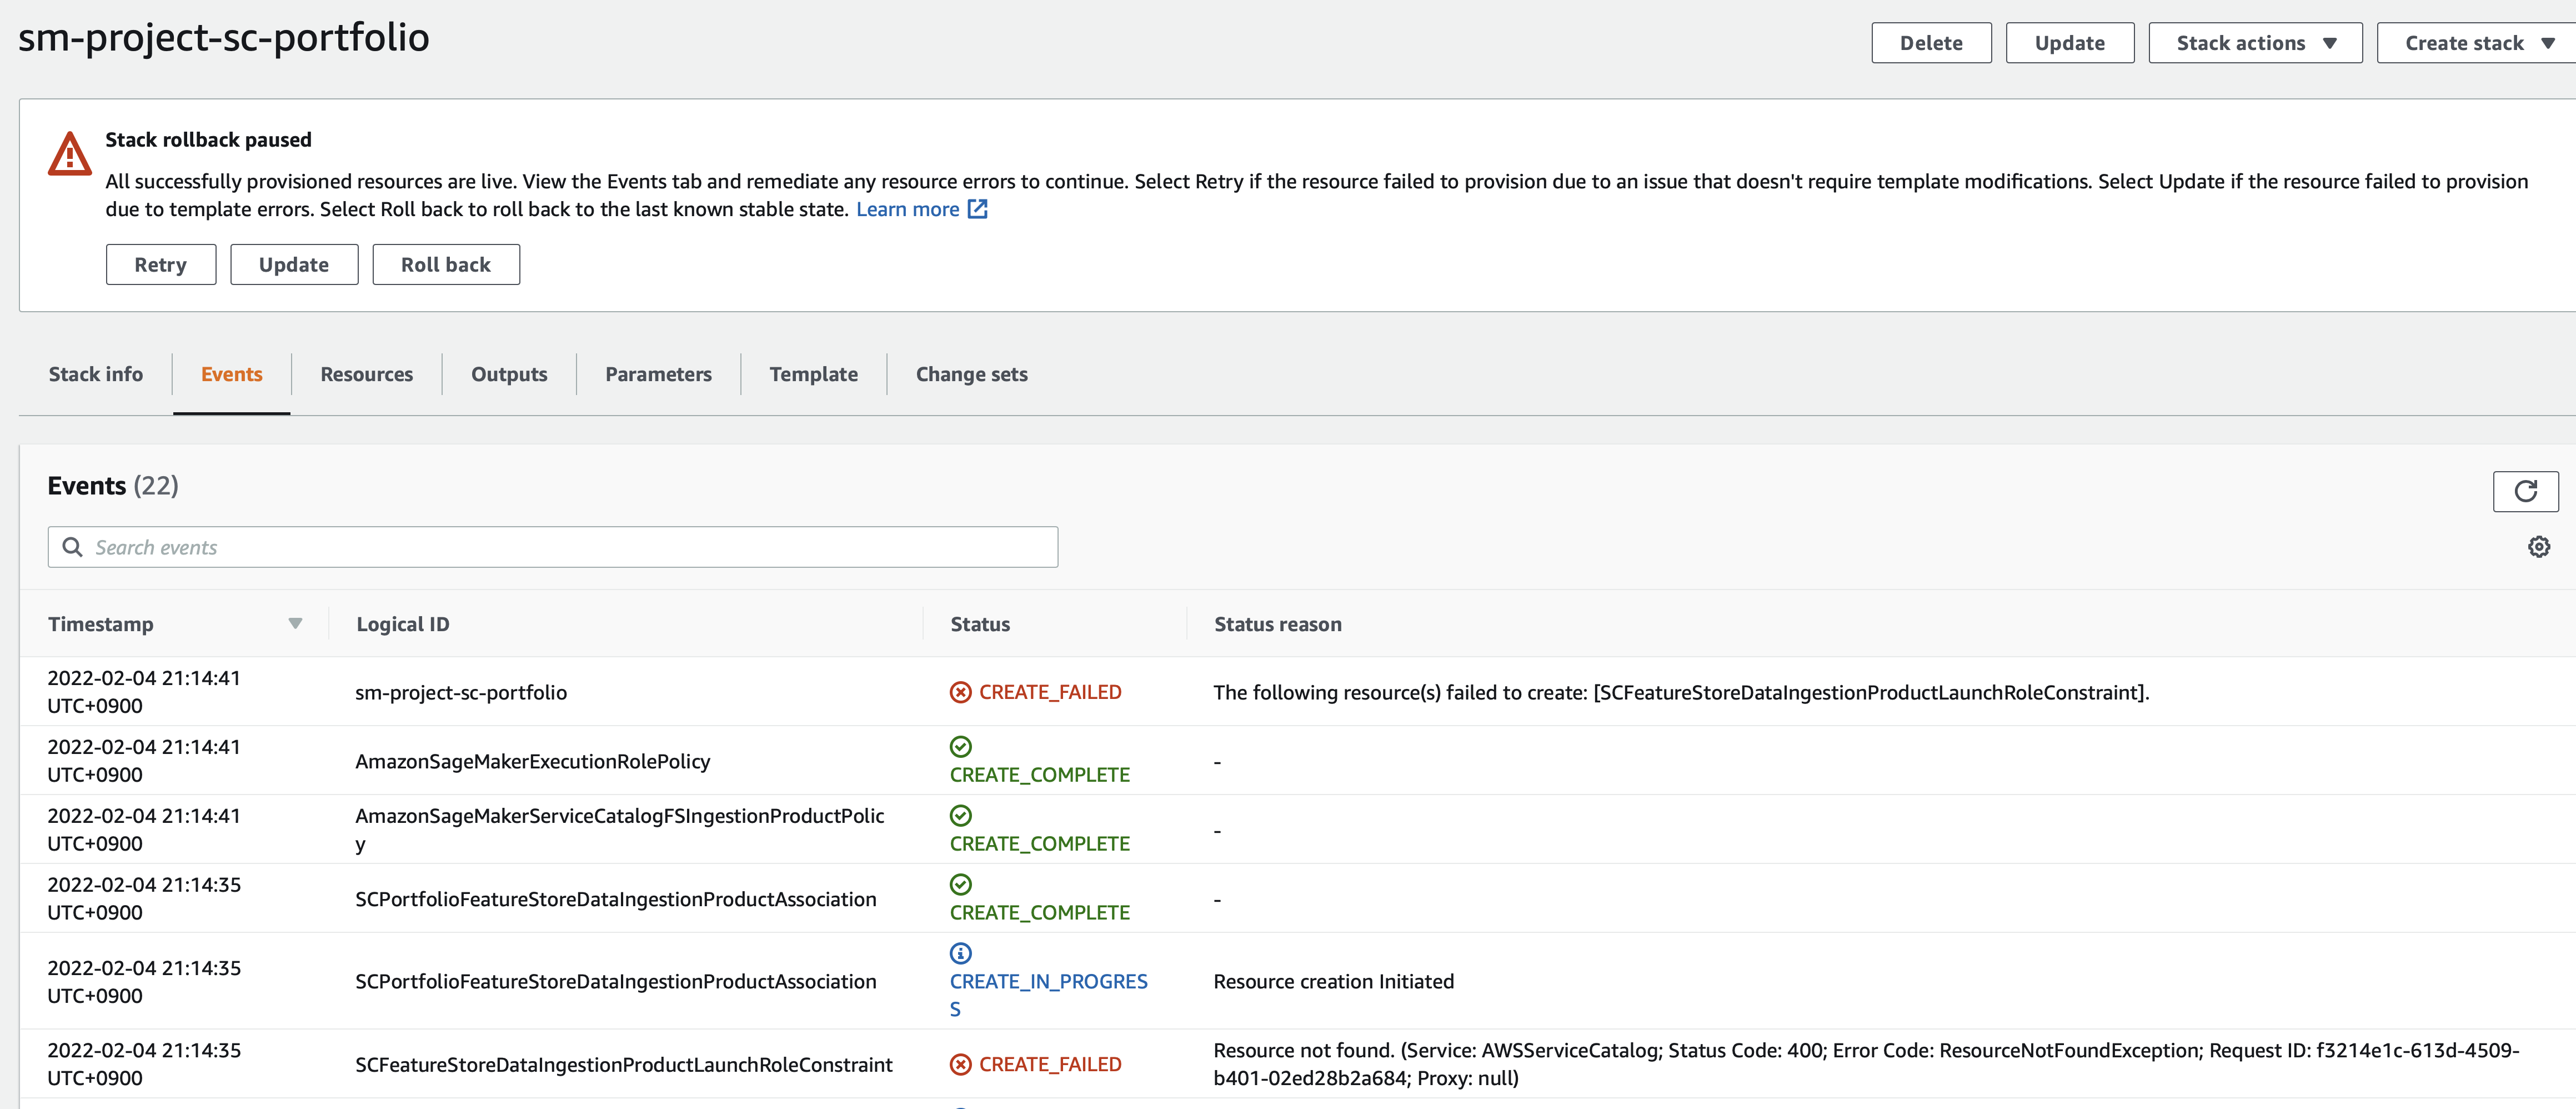 sm-project-sc-portfolio
Delete
Update
Stack actions
Create stack
Stack rollback paused
All successfully provisioned resources are live. View the Events tab and remediate any resource errors to continue. Select Retry if the resource failed to provision due to an issue that doesn't require template modifications. Select Update if the resource failed to provision
due to template errors. Select Roll back to roll back to the last known stable state. Learn more
Retry
Update
Roll back
Stack info
Events
Resources
Outputs
Parameters
Template
Change sets
Events (22)
Search events
Timestamp
Logical ID
Status
Status reason
2022-02-04 21:14:41
UTC+0900
sm-project-sc-portfolio
CREATE_FAILED
The following resource(s) failed to create: [SCFeatureStoreDataIngestionProductLaunchRoleConstraint].
2022-02-04 21:14:41
UTC+0900
AmazonSageMakerExecutionRolePolicy
CREATE_COMPLETE
-
2022-02-04 21:14:41
UTC+0900
AmazonSageMakerServiceCatalogFSIngestionProductPolic
y
CREATE_COMPLETE
-
2022-02-04 21:14:35
UTC+0900
SCPortfolioFeatureStoreDataIngestionProductAssociation
CREATE_COMPLETE
-
2022-02-04 21:14:35
UTC+0900
SCPortfolioFeatureStoreDataIngestionProductAssociation
CREATE_IN_PROGRES
S
Resource creation Initiated
2022-02-04 21:14:35
UTC+0900
SCFeatureStoreDataIngestionProductLaunchRoleConstraint
CREATE_FAILED
Resource not found. (Service: AWSServiceCatalog; Status Code: 400; Error Code: ResourceNotFoundException; Request ID: f3214e1c-613d-4509-
b401-02ed28b2a684; Proxy: null)